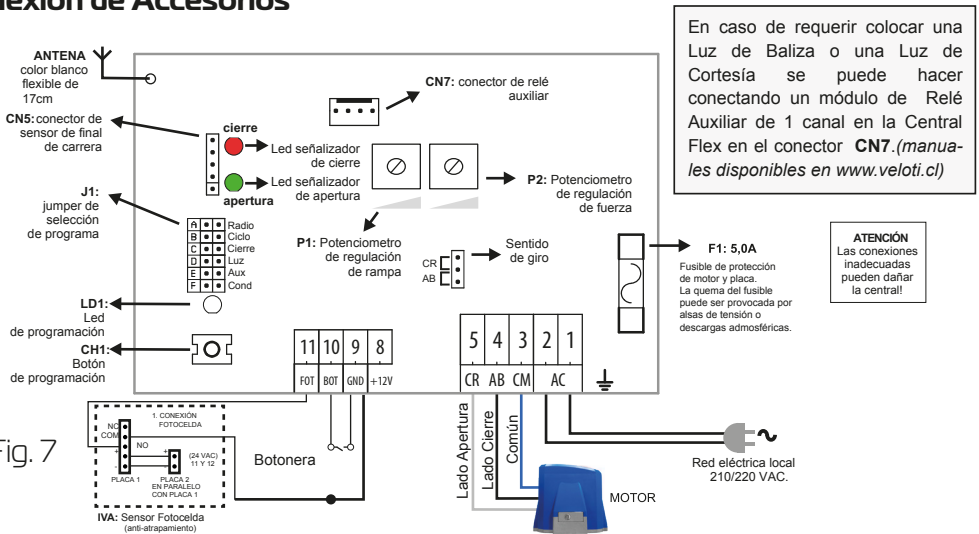 nexión de Accesorios
ANTENA
color blanco
flexible de
17cm
CN5:conector de
sensor de final
de carrera
J1:
jumper de
selección
de programa
LD1:
Led
de programación
CH1:
Botón
de programación
cierre
Led señalizador
de cierre
Led señalizador
de apertura
apertura
A Radio
B Ciclo
C Cierre
D Luz
E Aux
F Cond
CN7: conector de relé
auxiliar
P2: Potenciometro
de regulación
de fuerza
P1: Potenciometro
de regulación
de rampa
CR
AB
Sentido
de giro
F1: 5,0A
Fusible de protección
de motor y placa.
La quema del fusible
puede ser provocada por
alsas de tensión o
descargas admosféricas.
En caso de requerir colocar una
Luz de Baliza o una Luz de
Cortesía se puede hacer
conectando un módulo de Relé
Auxiliar de 1 canal en la Central
Flex en el conector CN7.(manua-
les disponibles en www.veloti.cl)
ATENCIÓN
Las conexiones
inadecuadas
pueden dañar
la central!
11 10 9 8
FOT BOT GND +12V
5 4 3 2 1
CR AB CM AC
Lado Apertura
Lado Cierre
Común
Botonera
MOTOR
Red eléctrica local
210/220 VAC.
Fig. 7
1. CONEXIÓN
FOTOCELDA
NC
COM
NO
+
-
+
-
(24 VAC)
11 Y 12
PLACA 1
PLACA 2
EN PARALELO
CON PLACA 1
IVA: Sensor Fotocelda
(anti-atrapamiento)